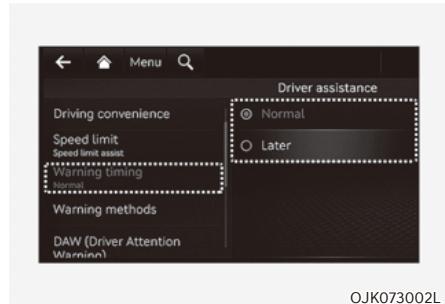 Menu
Driver assistance
Driving convenience
Speed limit
Speed limit assist
Warning timing
Normal
Warning methods
DAW (Driver Attention
Warning)
Normal
Later
OJK073002L